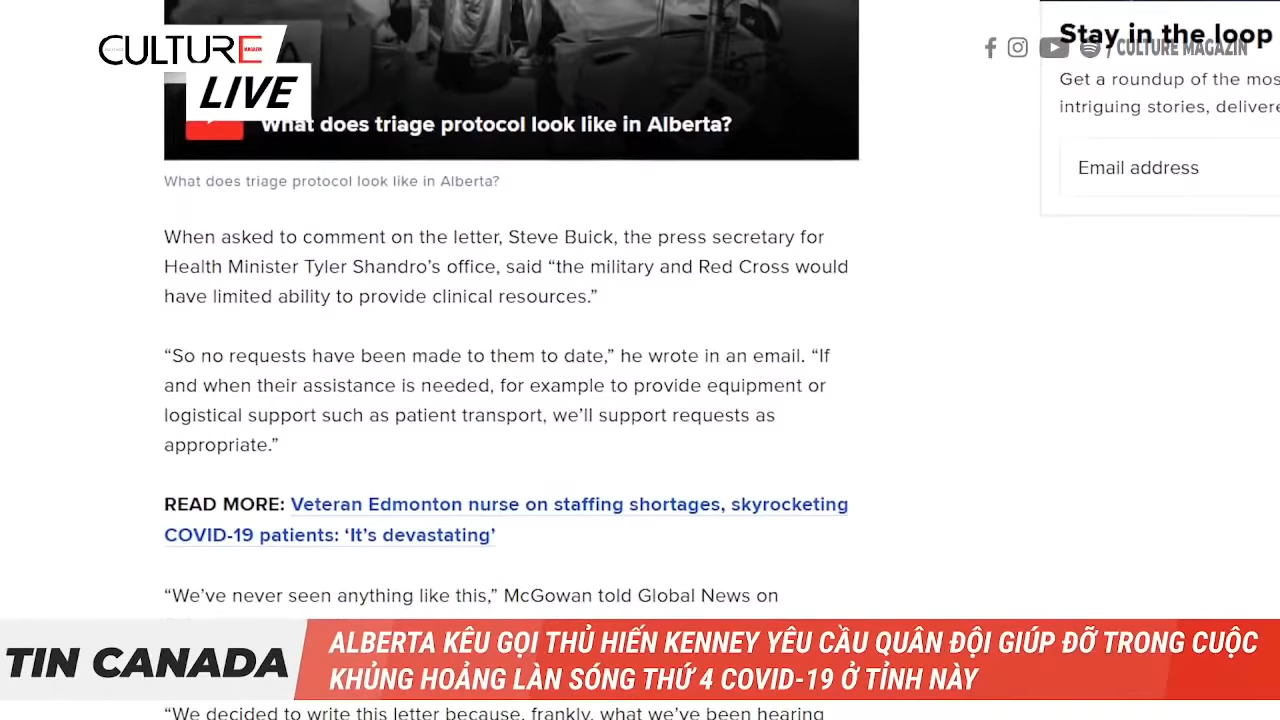 CULTURE
MAGAZIN
LIVE
What does triage protocol look like in Alberta?
/ CULTURE MAGAZIN
Stay in the loop
Get a roundup of the mos
intriguing stories, delivere
Email address
What does triage protocol look like in Alberta?
When asked to comment on the letter, Steve Buick, the press secretary for
Health Minister Tyler Shandro’s office, said “the military and Red Cross would
have limited ability to provide clinical resources.”
“So no requests have been made to them to date,” he wrote in an email. “If
and when their assistance is needed, for example to provide equipment or
logistical support such as patient transport, we’ll support requests as
appropriate.”
READ MORE: Veteran Edmonton nurse on staffing shortages, skyrocketing
COVID-19 patients: ‘It’s devastating’
“We’ve never seen anything like this,” McGowan told Global News on
TIN CANADA
ALBERTA KÊU GỌI THỦ HIẾN KENNEY YÊU CẦU QUÂN ĐỘI GIÚP ĐỠ TRONG CUỘC
KHỦNG HOẢNG LÀN SÓNG THỨ 4 COVID-19 Ở TỈNH NÀY
“We decided to write this letter because, frankly, what we’ve been hearing